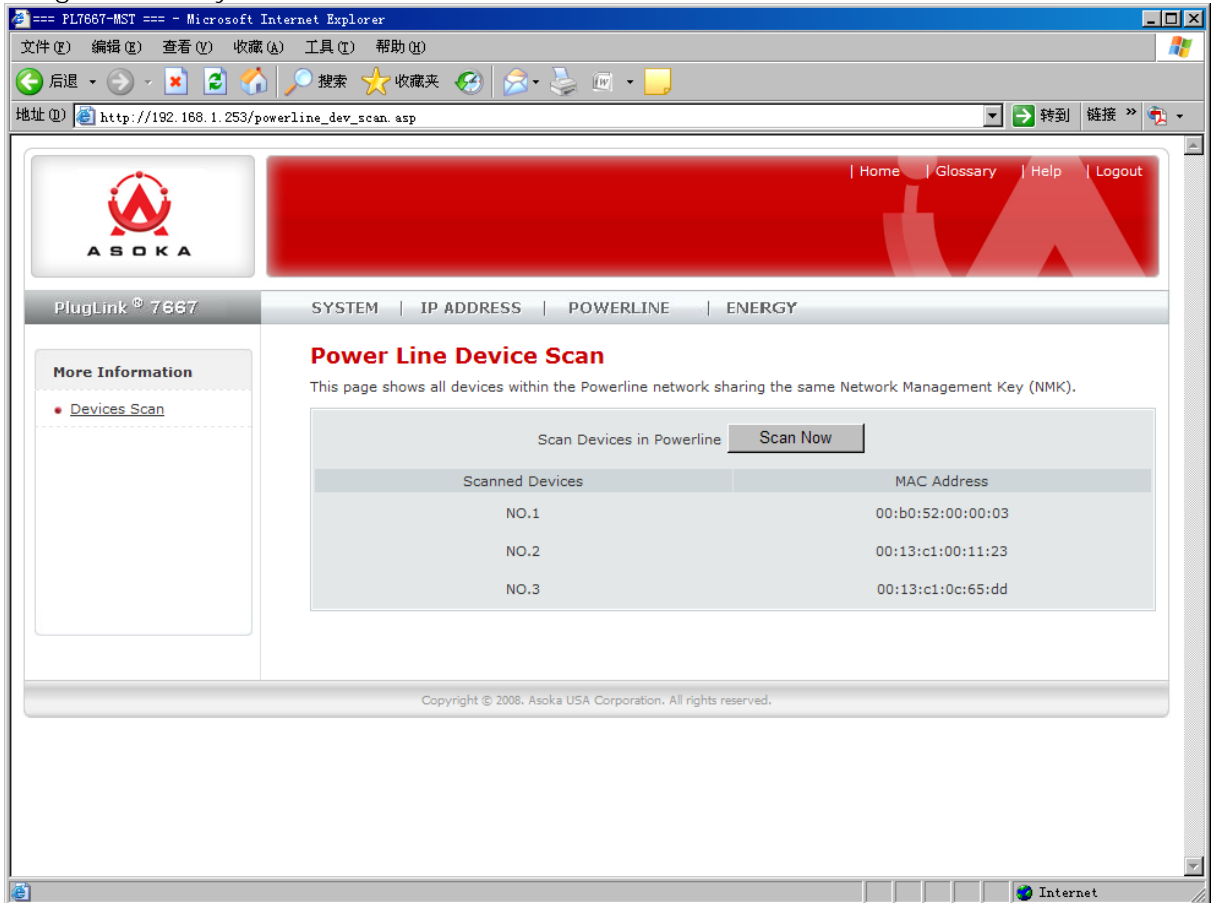 === PL7667-MST === - Microsoft Internet Explorer
文件(F) 编辑(E) 查看(V) 收藏(A) 工具(T) 帮助(H)
后退 搜索 收藏夹
地址(D) http://192.168.1.253/powerline_dev_scan.asp 转到 链接 »
| Home | Glossary | Help | Logout
ASOKA
PlugLink ® 7667 SYSTEM | IP ADDRESS | POWERLINE | ENERGY
More Information
Devices Scan
Power Line Device Scan
This page shows all devices within the Powerline network sharing the same Network Management Key (NMK).
Scan Devices in Powerline Scan Now
Scanned Devices MAC Address
NO.1 00:b0:52:00:00:03
NO.2 00:13:c1:00:11:23
NO.3 00:13:c1:0c:65:dd
Copyright © 2008. Asoka USA Corporation. All rights reserved.
Internet